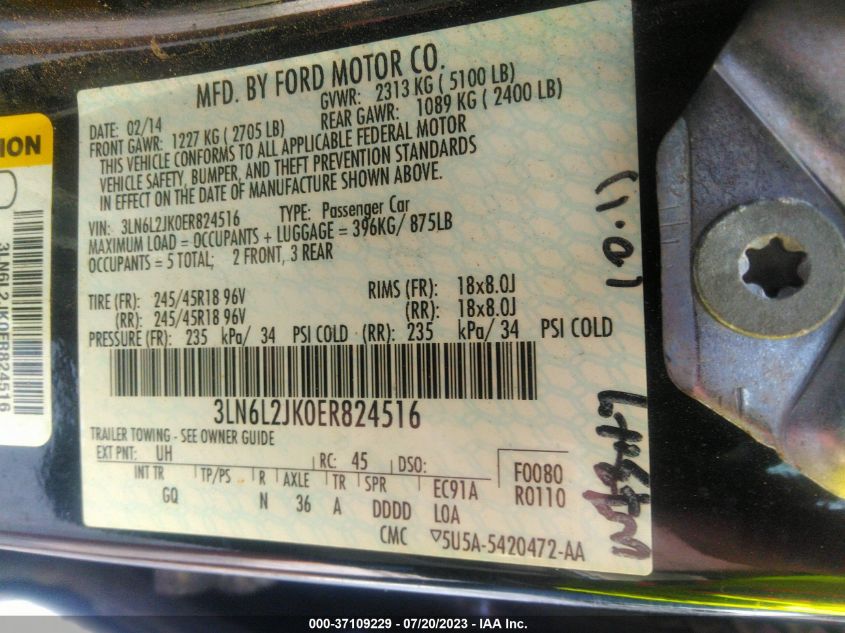 MFD. BY FORD MOTOR CO.
DATE: 02/14 GVWR: 2313 KG ( 5100 LB)
FRONT GAWR: 1227 KG ( 2705 LB) REAR GAWR: 1089 KG ( 2400 LB)
THIS VEHICLE CONFORMS TO ALL APPLICABLE FEDERAL MOTOR
VEHICLE SAFETY, BUMPER, AND THEFT PREVENTION STANDARDS
IN EFFECT ON THE DATE OF MANUFACTURE SHOWN ABOVE.
VIN: 3LN6L2JK0ER824516 TYPE: Passenger Car
MAXIMUM LOAD = OCCUPANTS + LUGGAGE = 396KG/ 875LB
OCCUPANTS = 5 TOTAL; 2 FRONT, 3 REAR
TIRE (FR): 245/45R18 96V RIMS (FR): 18x8.0J
(RR): 245/45R18 96V (RR): 18x8.0J
PRESSURE (FR): 235 kPa/ 34 PSI COLD (RR): 235 kPa/ 34 PSI COLD
3LN6L2JK0ER824516
TRAILER TOWING - SEE OWNER GUIDE
EXT PNT: UH RC: 45 DSO: F0080
R0110
INT TR TP/PS R AXLE TR SPR EC91A
GQ N 36 A DDDD LOA
CMC ▽5U5A-5420472-AA
ION
3LN6L2JK0ER824516
000-37109229 - 07/20/2023 - IAA Inc.